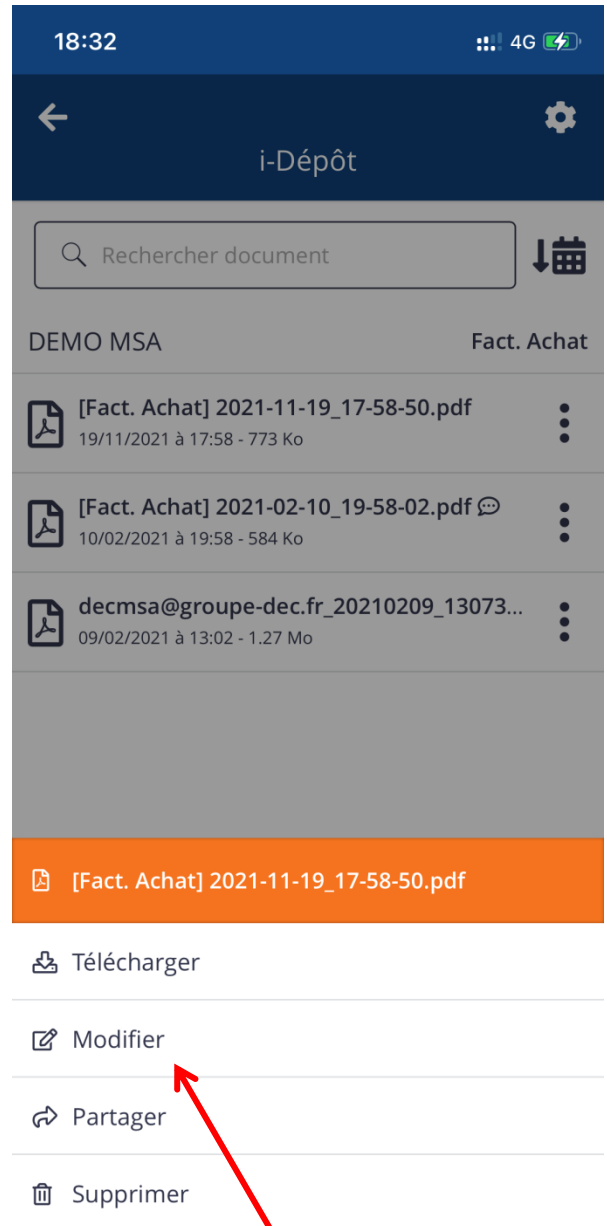 18:32 4G
i-Dépôt
Rechercher document
DEMO MSA Fact. Achat
[Fact. Achat] 2021-11-19_17-58-50.pdf
19/11/2021 à 17:58 - 773 Ko
[Fact. Achat] 2021-02-10_19-58-02.pdf
10/02/2021 à 19:58 - 584 Ko
decmsa@groupe-dec.fr_20210209_13073...
09/02/2021 à 13:02 - 1.27 Mo
[Fact. Achat] 2021-11-19_17-58-50.pdf
Télécharger
Modifier
Partager
Supprimer